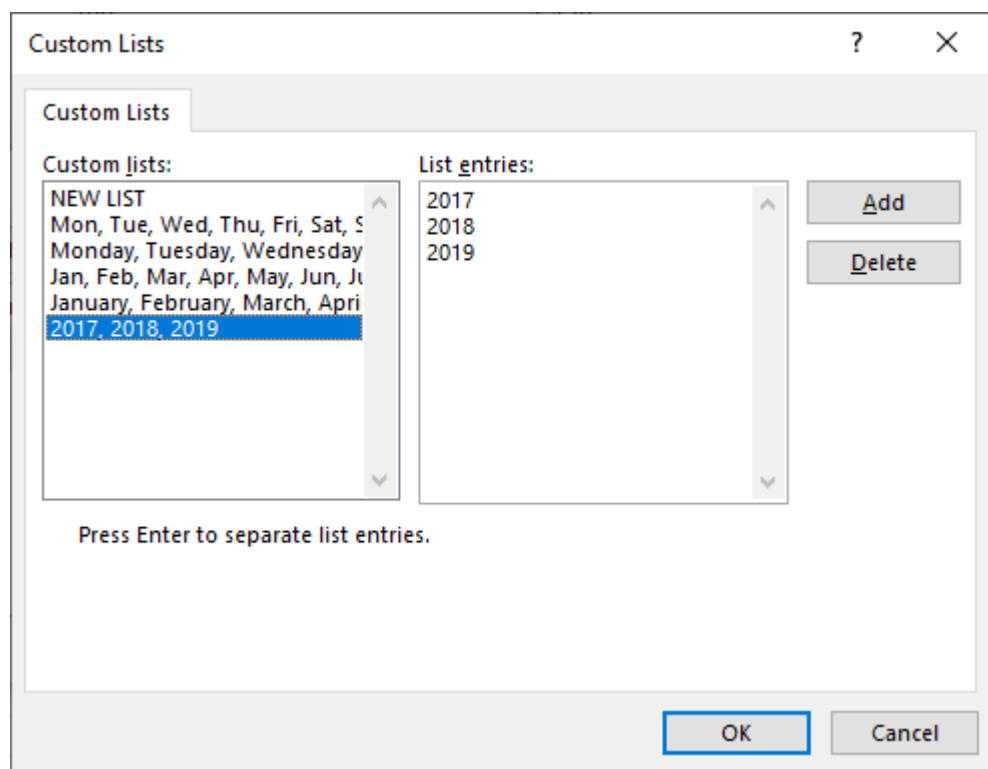 Custom Lists
?
Custom Lists
Custom lists:
NEW LIST
Mon, Tue, Wed, Thu, Fri, Sat, S
Monday, Tuesday, Wednesday
Jan, Feb, Mar, Apr, May, Jun, Ju
January, February, March, Apri
2017, 2018, 2019
List entries:
2017
2018
2019
Add
Delete
Press Enter to separate list entries.
OK
Cancel